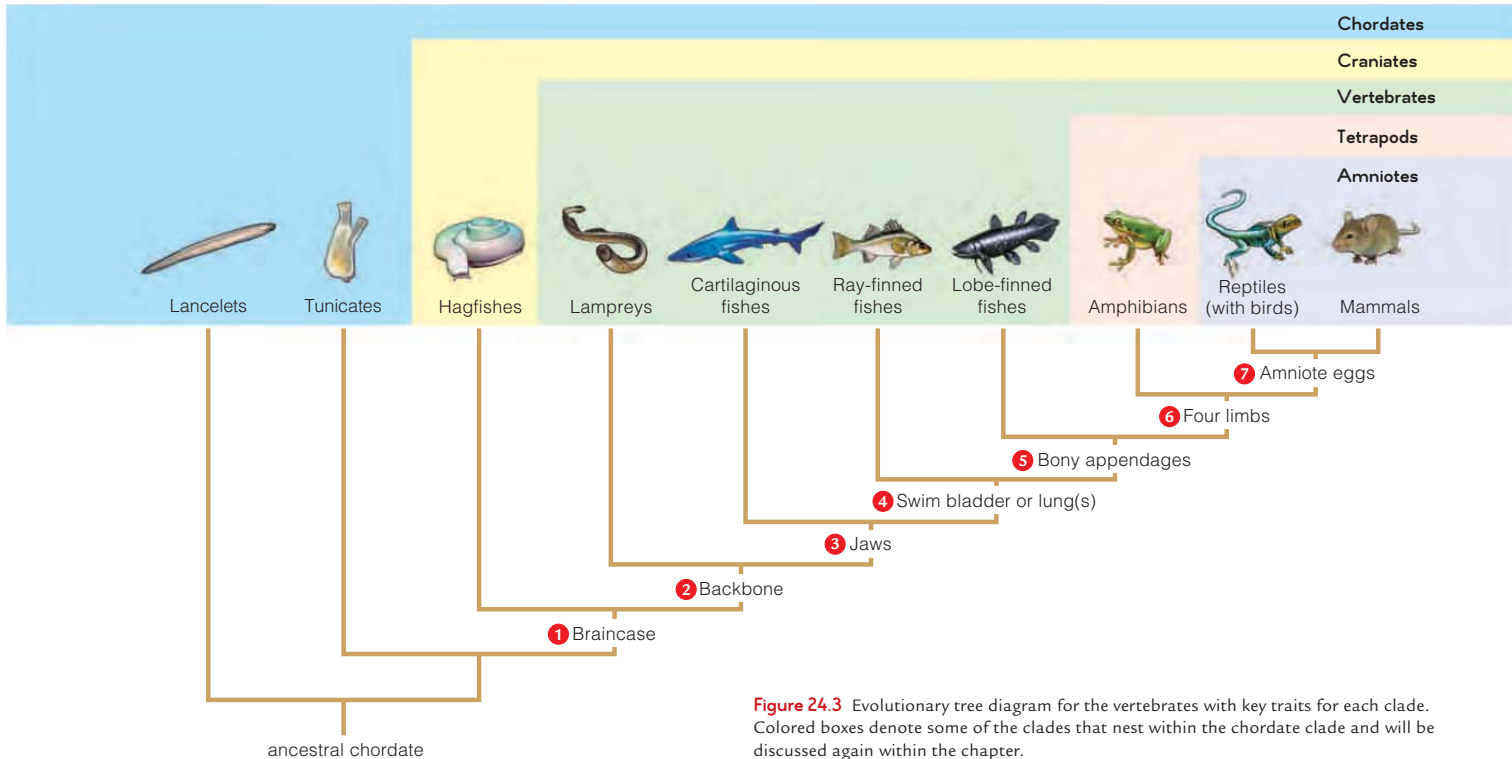 Chordates
Craniates
Vertebrates
Tetrapods
Amniotes
Lancelets
Tunicates
Hagfishes
Lampreys
Cartilaginous
fishes
Ray-finned
fishes
Lobe-finned
fishes
Amphibians
Reptiles
(with birds)
Mammals
7 Amniote eggs
6 Four limbs
5 Bony appendages
4 Swim bladder or lung(s)
3 Jaws
2 Backbone
1 Braincase
ancestral chordate
Figure 24.3 Evolutionary tree diagram for the vertebrates with key traits for each clade.
Colored boxes denote some of the clades that nest within the chordate clade and will be
discussed again within the chapter.